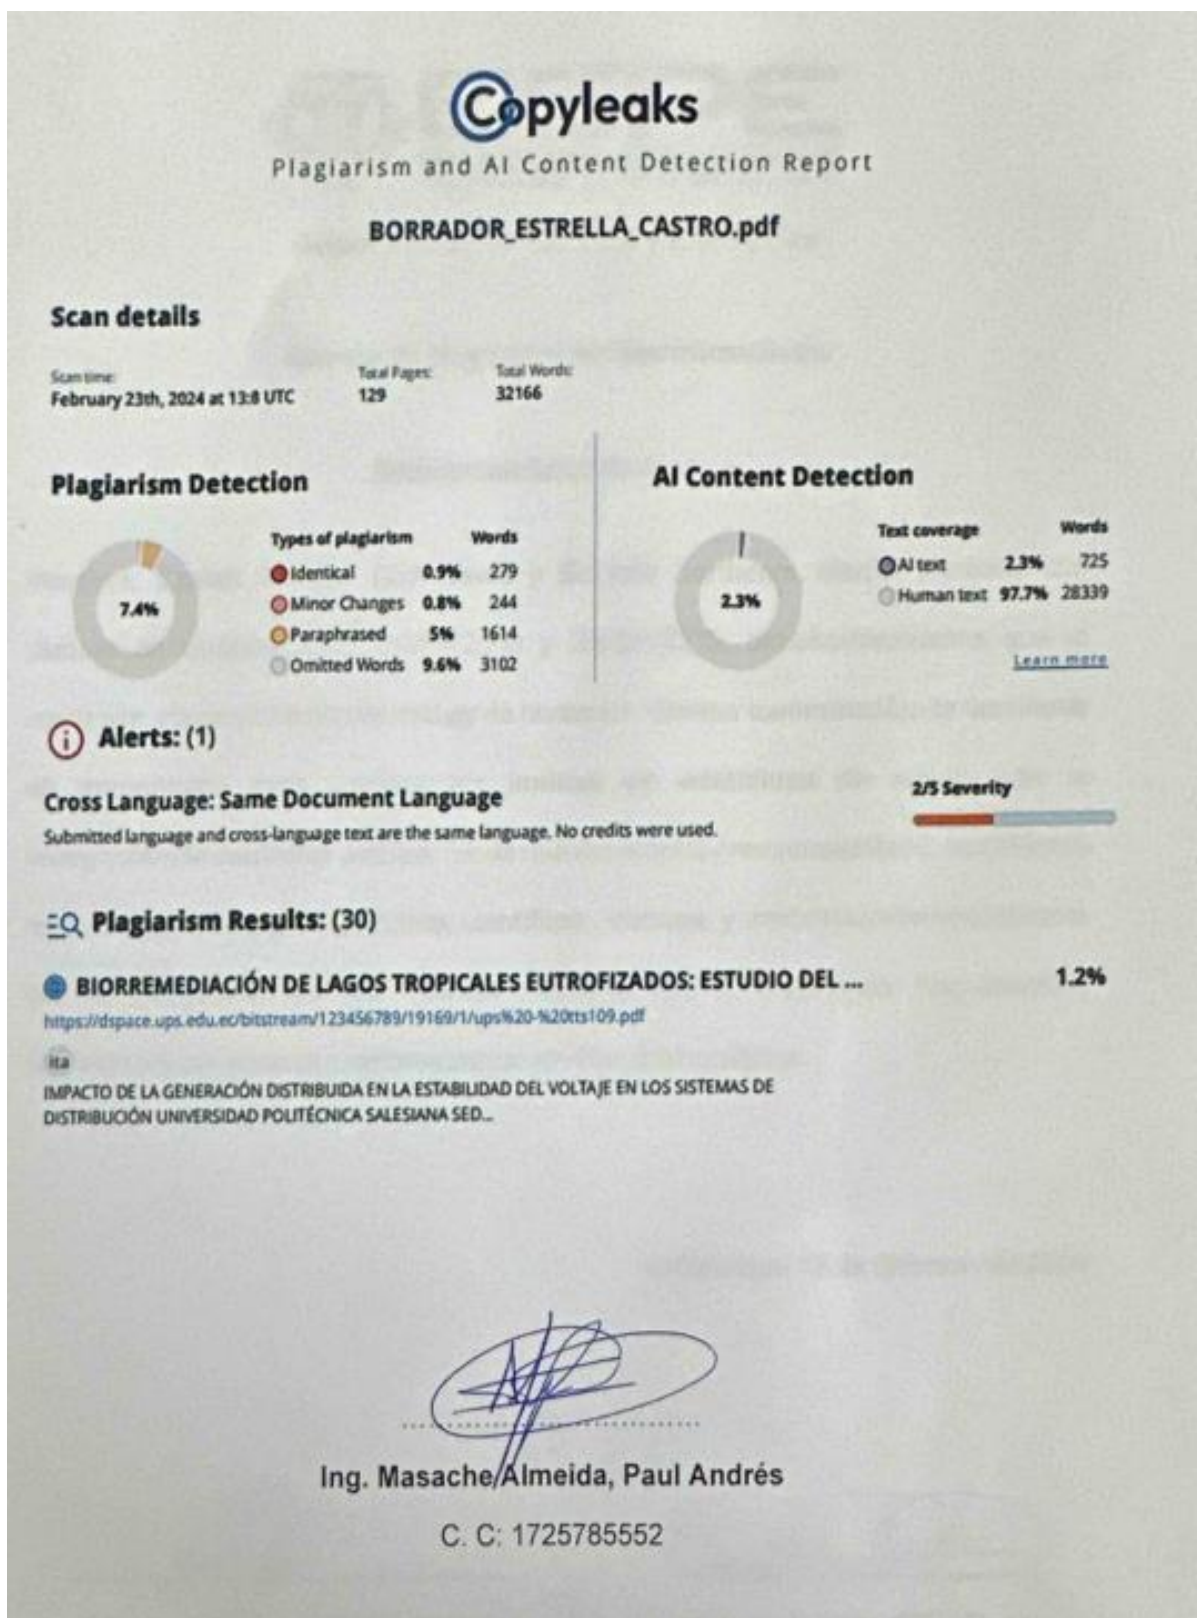 Copyleaks
Plagiarism and AI Content Detection Report
BORRADOR_ESTRELLA_CASTRO.pdf
Scan details
Scan time: Total Pages: Total Words:
February 23th, 2024 at 13:8 UTC 129 32166
Plagiarism Detection
7.4%
Types of plagiarism Words
Identical 0.9% 279
Minor Changes 0.8% 244
Paraphrased 5% 1614
Omitted Words 9.6% 3102
AI Content Detection
2.3%
Text coverage Words
AI text 2.3% 725
Human text 97.7% 28339
Learn more
Alerts: (1)
Cross Language: Same Document Language 2/5 Severity
Submitted language and cross-language text are the same language. No credits were used.
Plagiarism Results: (30)
BIORREMEDIACIÓN DE LAGOS TROPICALES EUTROFIZADOS: ESTUDIO DEL ... 1.2%
https://dspace.ups.edu.ec/bitstream/123456789/19169/1/ups%20-%20tts109.pdf
ita
IMPACTO DE LA GENERACIÓN DISTRIBUIDA EN LA ESTABILIDAD DEL VOLTAJE EN LOS SISTEMAS DE
DISTRIBUCIÓN UNIVERSIDAD POLITÉCNICA SALESIANA SED...
Ing. Masache Almeida, Paul Andrés
C. C: 1725785552